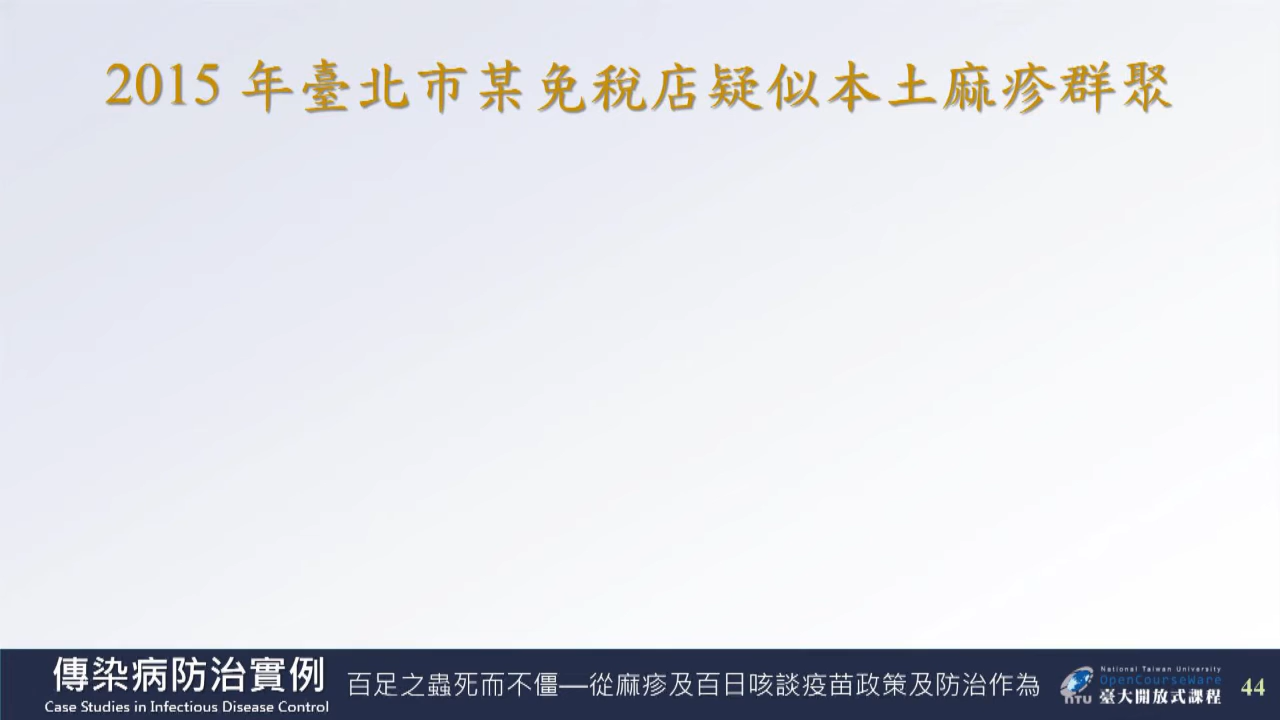 2015 年臺北市某免稅店疑似本土麻疹群聚
傳染病防治實例
Case Studies in Infectious Disease Control
百足之蟲死而不僵—從麻疹及百日咳談疫苗政策及防治作為
National Taiwan University
OpenCourseWare
NTU 臺大開放式課程
44